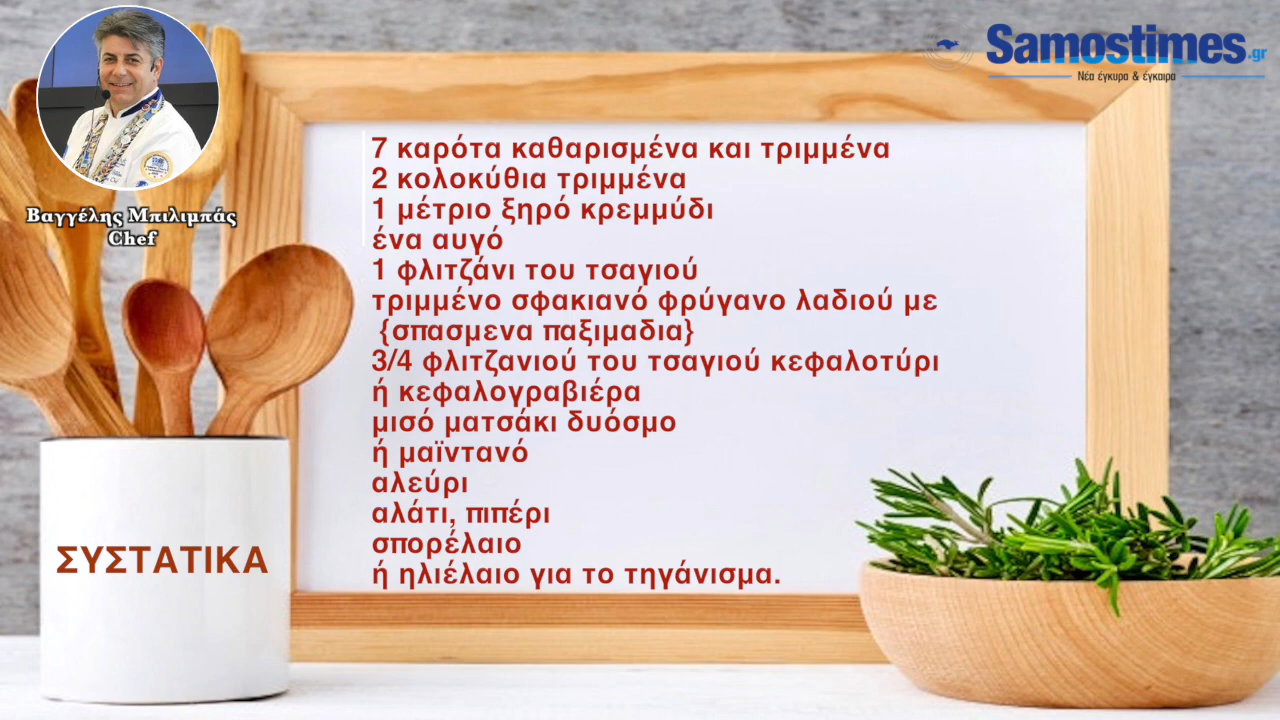 Samostimes.gr
Νέα έγκυρα & έγκαιρα
Βαγγέλης Μπιλιμπάς
Chef
7 καρότα καθαρισμένα και τριμμένα
2 κολοκύθια τριμμένα
1 μέτριο ξηρό κρεμμύδι
ένα αυγό
1 φλιτζάνι του τσαγιού
τριμμένο σφακιανό φρύγανο λαδιού με
{σπασμενα παξιμαδια}
3/4 φλιτζανιού του τσαγιού κεφαλοτύρι
ή κεφαλογραβιέρα
μισό ματσάκι δυόσμο
ή μαϊντανό
αλεύρι
αλάτι, πιπέρι
σπορέλαιο
ή ηλιέλαιο για το τηγάνισμα.
ΣΥΣΤΑΤΙΚΑ